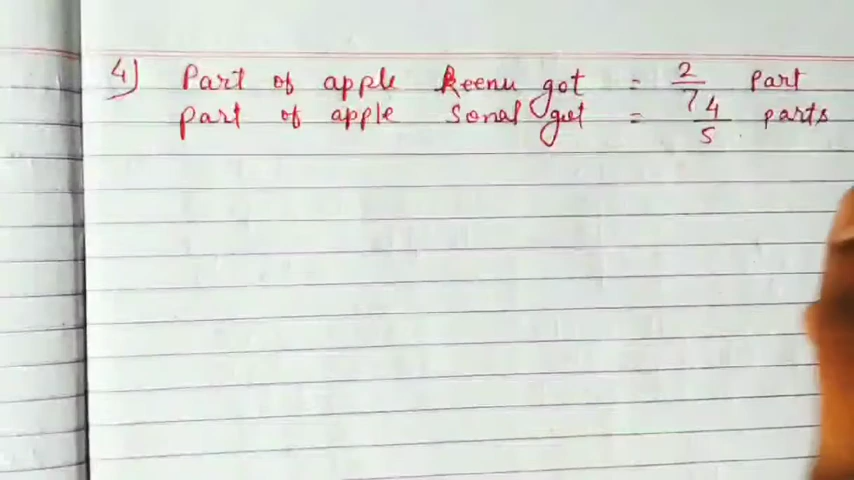 4) Part of apple Reenu got = 2/7 part
part of apple Sonal got = 4/5 parts